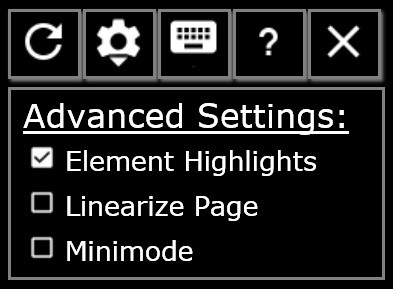 ?
Advanced Settings:
Element Highlights
Linearize Page
Minimode